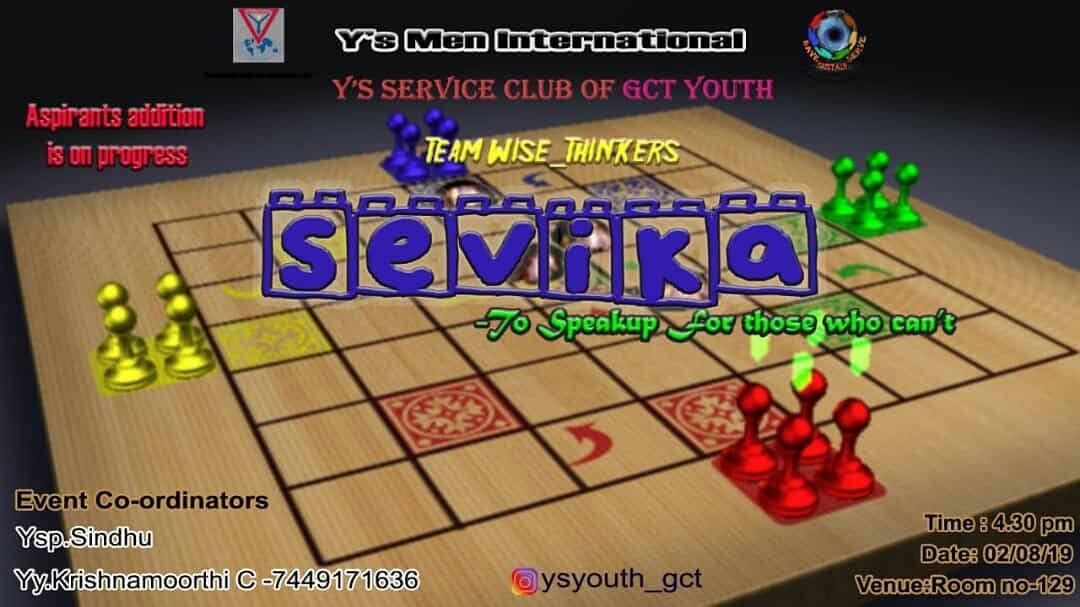 Y's Men International
Y'S SERVICE CLUB OF GCT YOUTH
Aspirants addition
is on progress
TEAM WISE_THINKERS
sevika
-To Speakup For those who can't
Event Co-ordinators
Ysp.Sindhu
Yy.Krishnamoorthi C -7449171636
ysyouth_gct
Time : 4.30 pm
Date: 02/08/19
Venue:Room no-129